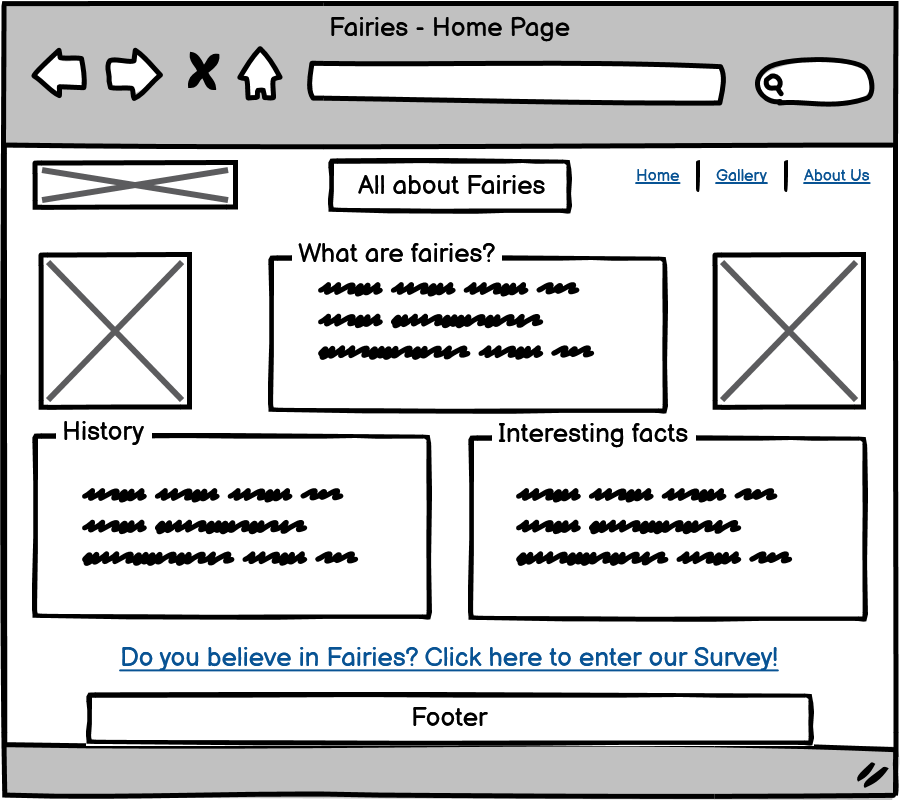 Fairies - Home Page
All about Fairies
Home
Gallery
About Us
What are fairies?
History
Interesting facts
Do you believe in Fairies? Click here to enter our Survey!
Footer